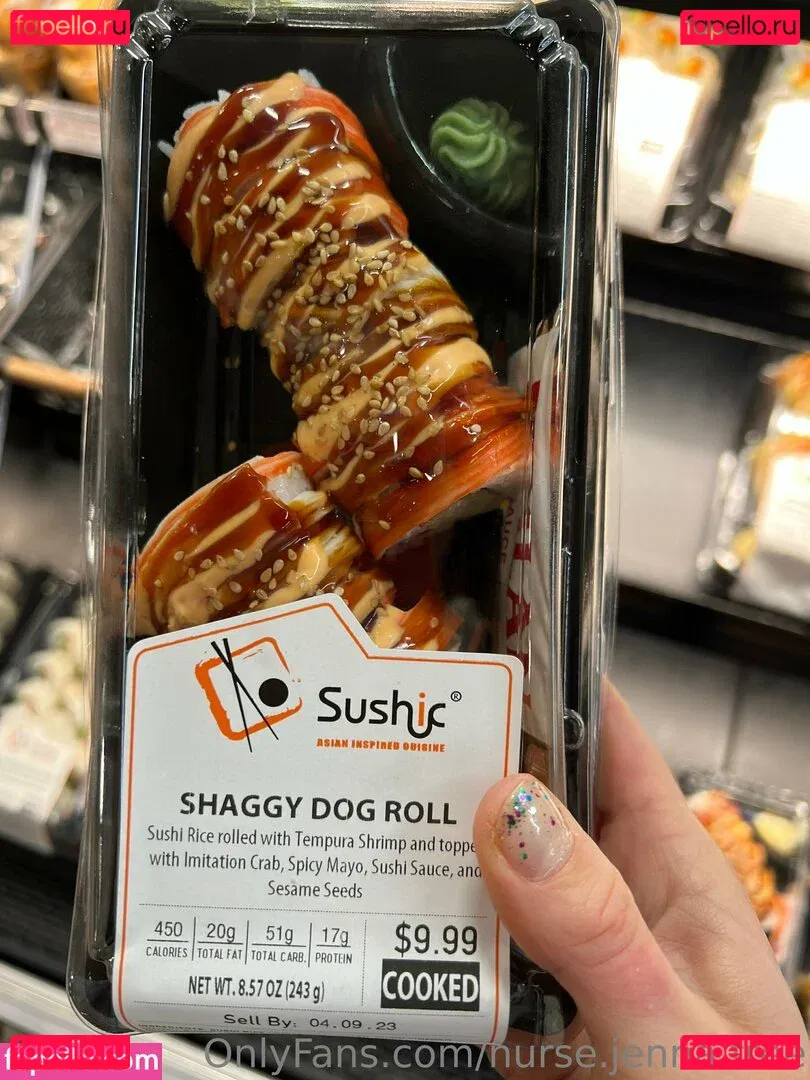 fapello.ru
fapello.ru
Sushic®
ASIAN INSPIRED CUISINE
SHAGGY DOG ROLL
Sushi Rice rolled with Tempura Shrimp and toppe
with Imitation Crab, Spicy Mayo, Sushi Sauce, and
Sesame Seeds
450
CALORIES
20g
TOTAL FAT
51g
TOTAL CARB.
17g
PROTEIN
$9.99
COOKED
NET WT. 8.57 OZ (243 g)
Sell By: 04.09.23
fapello.ru
OnlyFans.com/nurse.jen
fapello.ru